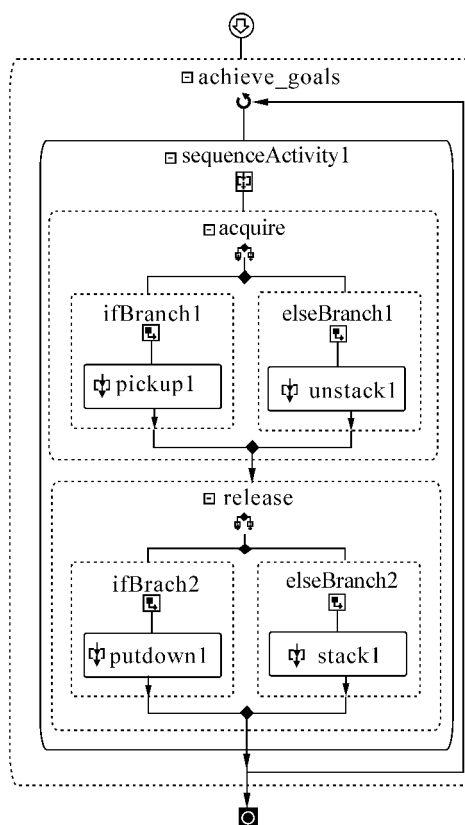 achieve_goals
sequenceActivity1
acquire
ifBranch1 elseBranch1
pickup1 unstack1
release
ifBrach2 elseBranch2
putdown1 stack1